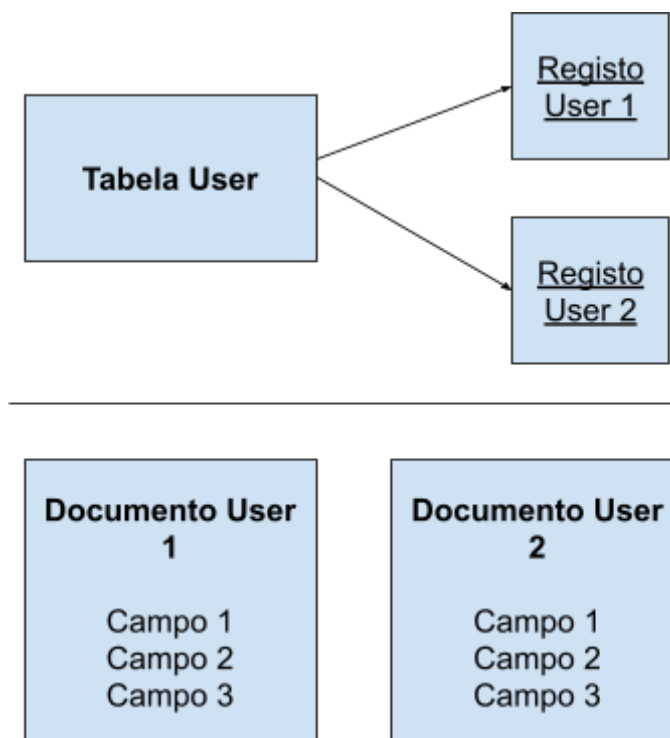 Registo
User 1
Tabela User
Registo
User 2
Documento User
1
Campo 1
Campo 2
Campo 3
Documento User
2
Campo 1
Campo 2
Campo 3